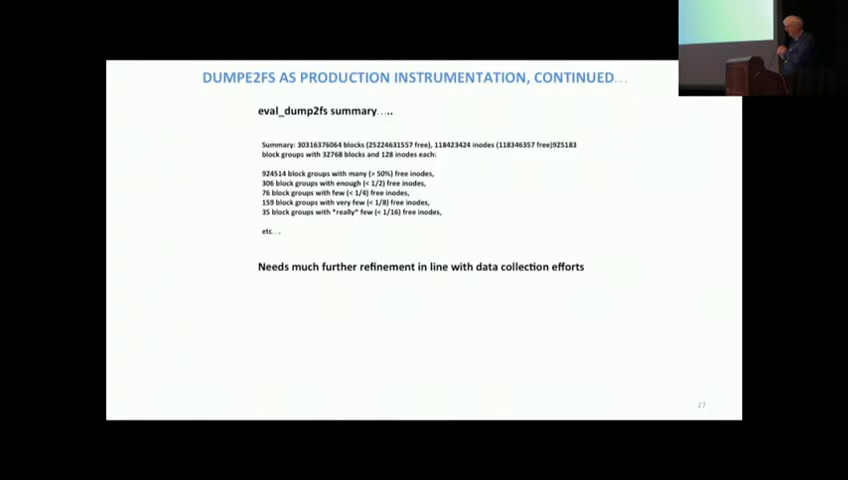 DUMPE2FS AS PRODUCTION INSTRUMENTATION, CONTINUED...
eval_dump2fs summary.....
Summary: 30316376064 blocks (25224631557 free), 118423424 inodes (118346357 free)925183
block groups with 32768 blocks and 128 inodes each:
924514 block groups with many (> 50%) free inodes,
306 block groups with enough (< 1/2) free inodes,
76 block groups with few (< 1/4) free inodes,
159 block groups with very few (< 1/8) free inodes,
35 block groups with *really* few (< 1/16) free inodes,
etc...
Needs much further refinement in line with data collection efforts
27